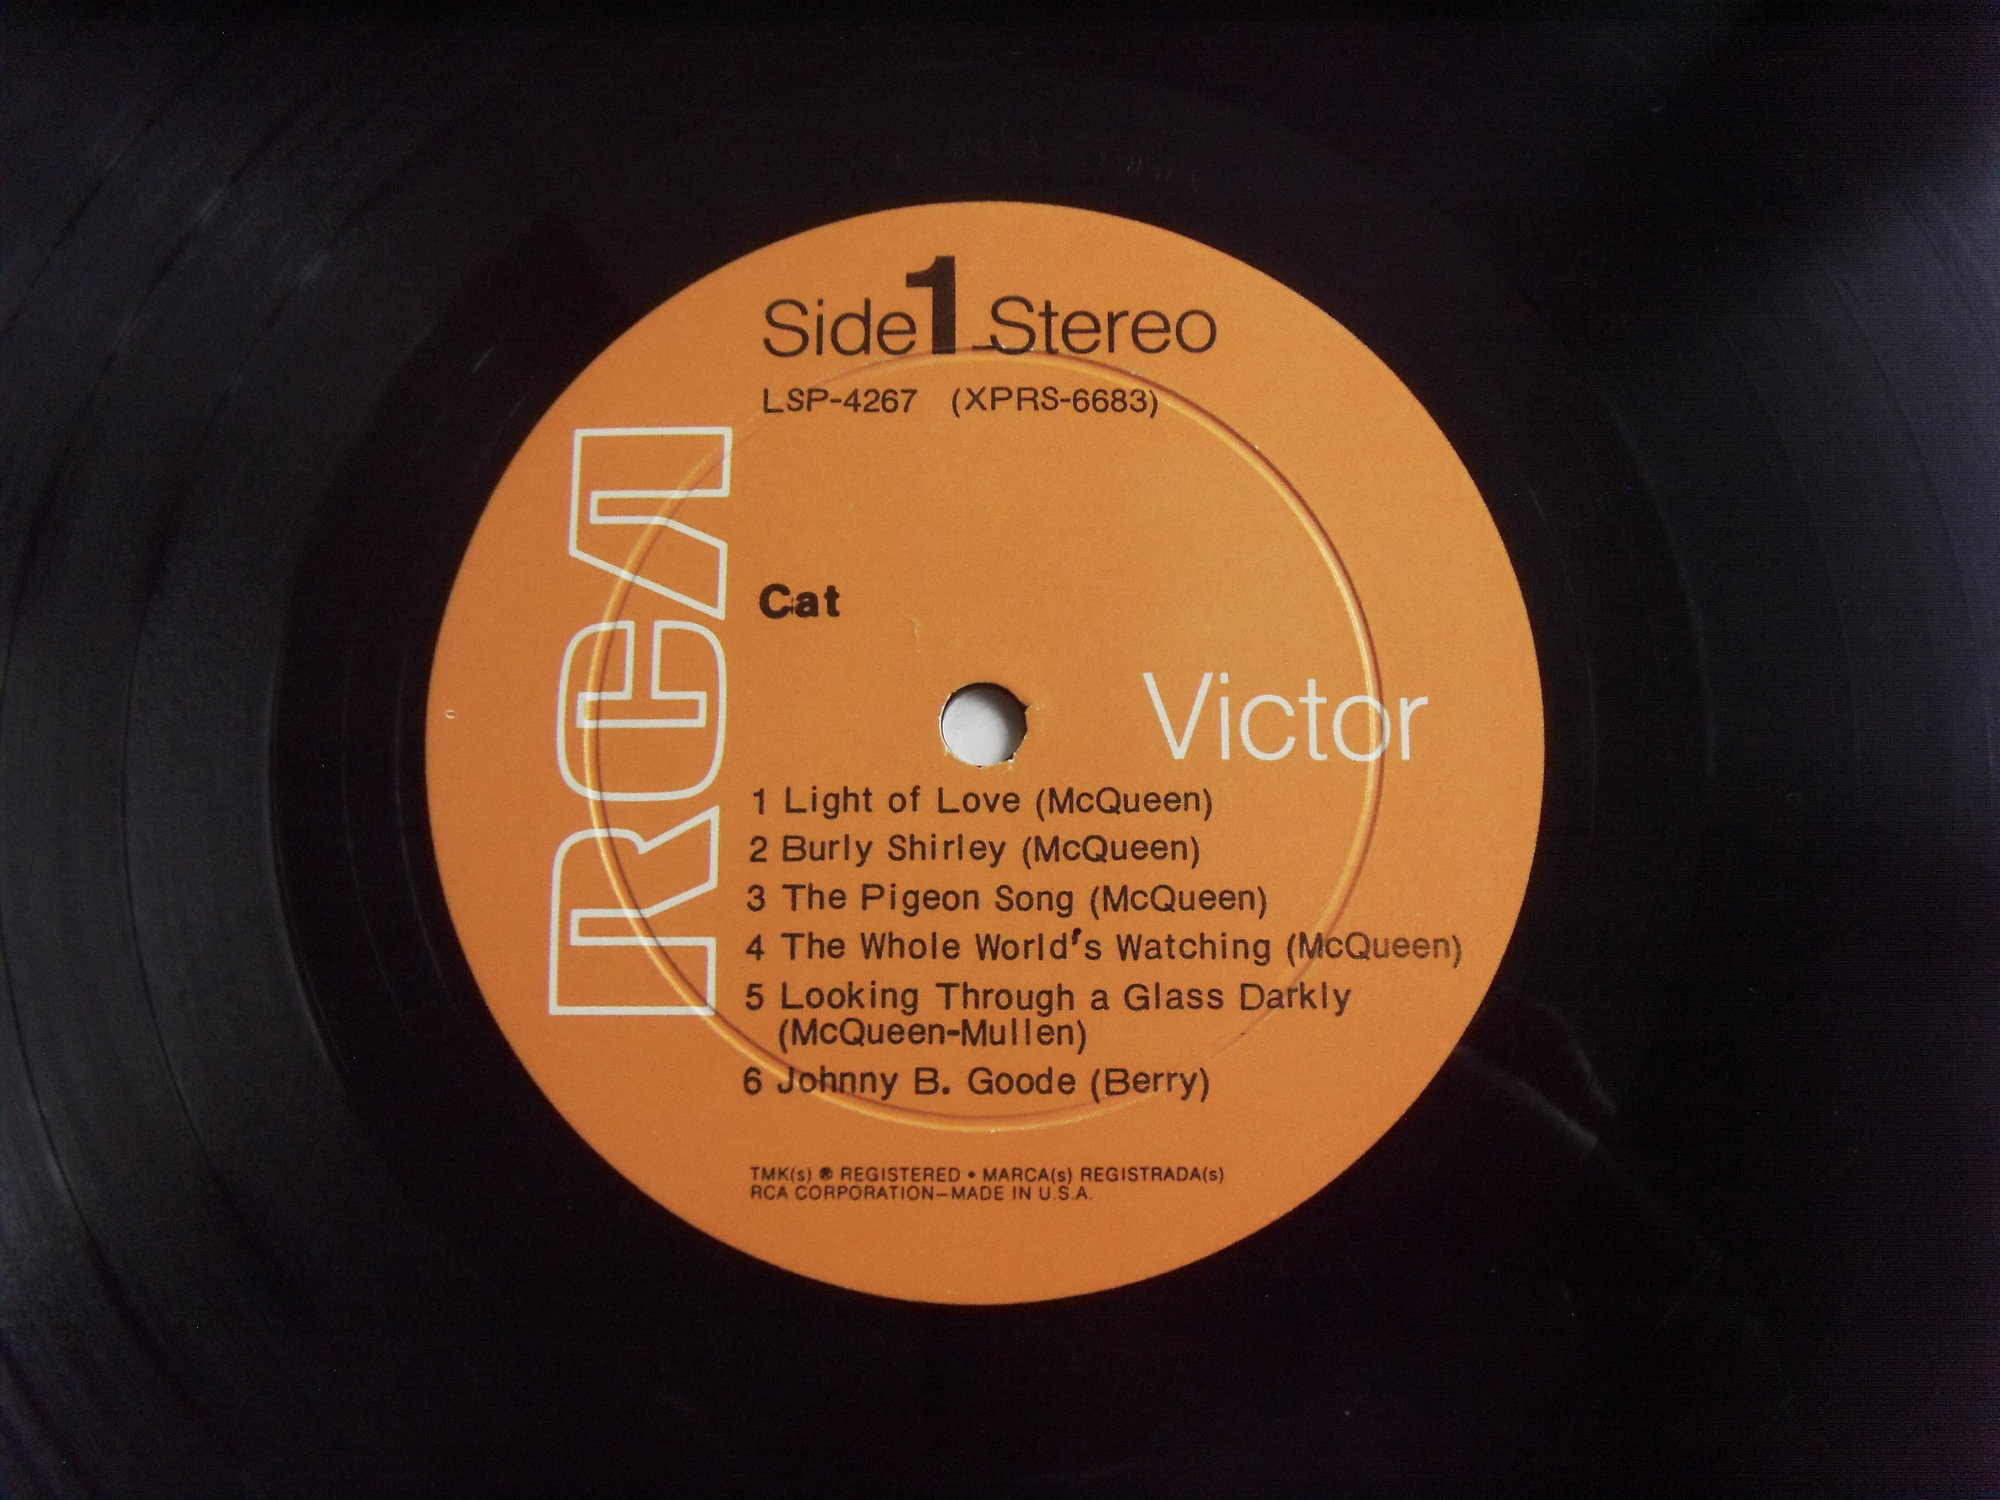 Side 1 Stereo
LSP-4267 (XPRS-6683)
RCA
Cat
Victor
1 Light of Love (McQueen)
2 Burly Shirley (McQueen)
3 The Pigeon Song (McQueen)
4 The Whole World's Watching (McQueen)
5 Looking Through a Glass Darkly
(McQueen-Mullen)
6 Johnny B. Goode (Berry)
TMK(s) ® REGISTERED • MARCA(s) REGISTRADA(s)
RCA CORPORATION–MADE IN U.S.A.